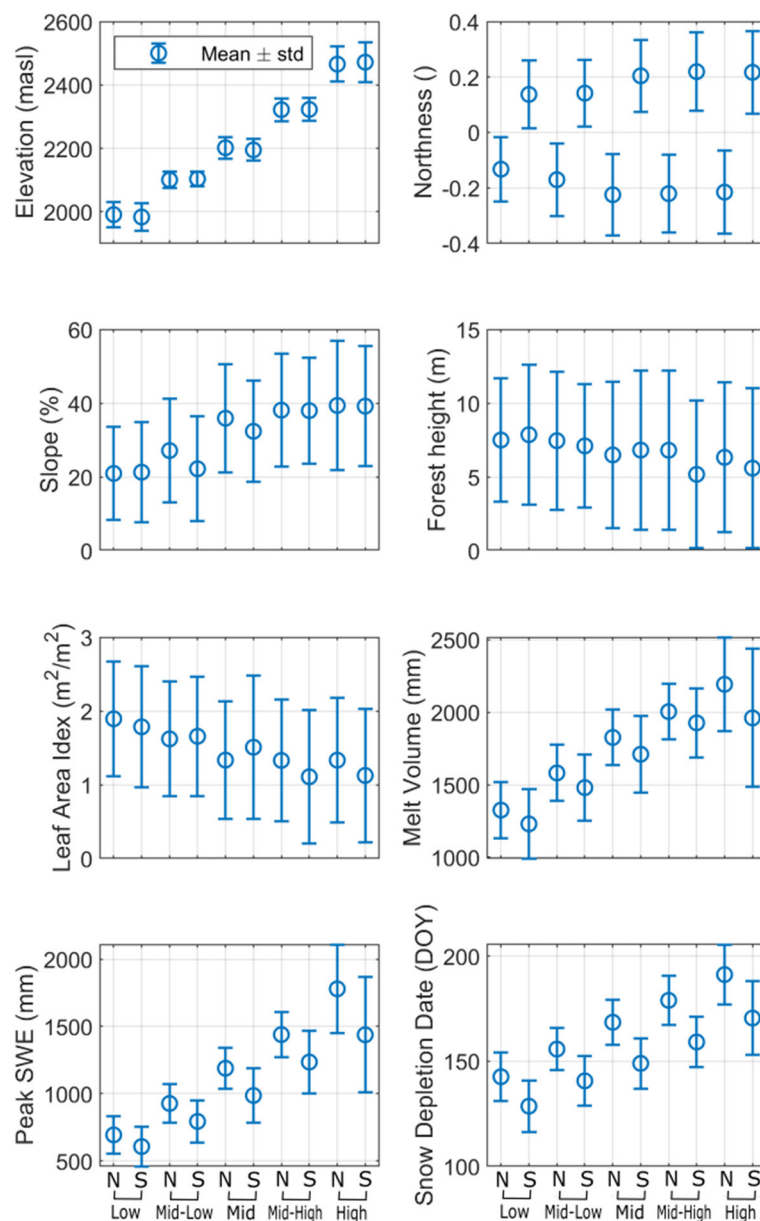 2600
2400
2200
2000
Elevation (masl)
Mean ± std
0.4
0.2
0
-0.2
-0.4
Northness ()
60
40
20
0
Slope (%)
15
10
5
0
Forest height (m)
3
2
1
0
Leaf Area Idex (m²/m²)
2500
2000
1500
1000
Melt Volume (mm)
2000
1500
1000
500
Peak SWE (mm)
N S N S N S N S N S
Low Mid-Low Mid Mid-High High
200
150
100
Snow Depletion Date (DOY)
N S N S N S N S N S
Low Mid-Low Mid Mid-High High